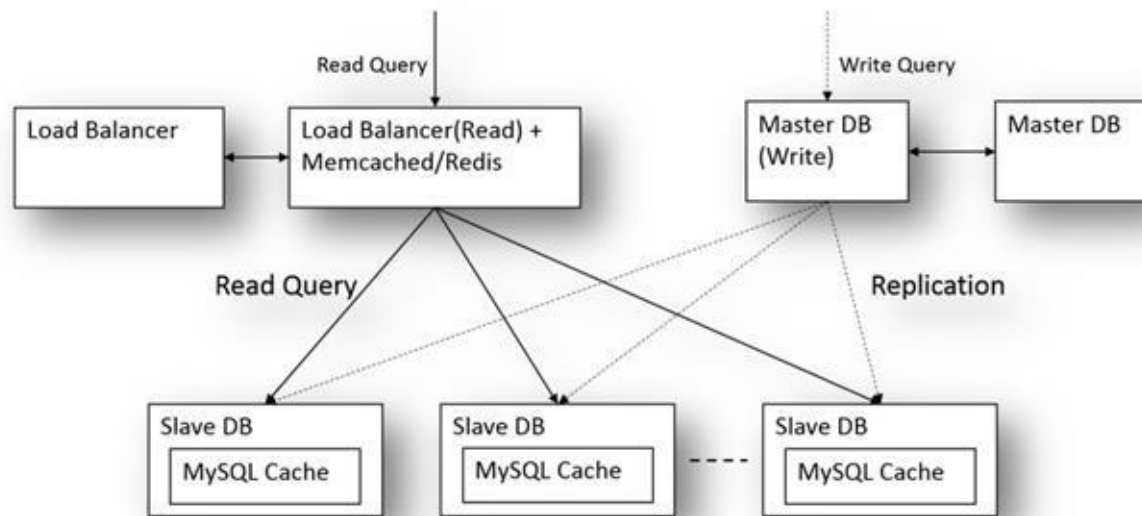 Read Query
Write Query
Load Balancer
Load Balancer(Read) +
Memcached/Redis
Master DB
(Write)
Master DB
Read Query
Replication
Slave DB
MySQL Cache
Slave DB
MySQL Cache
Slave DB
MySQL Cache